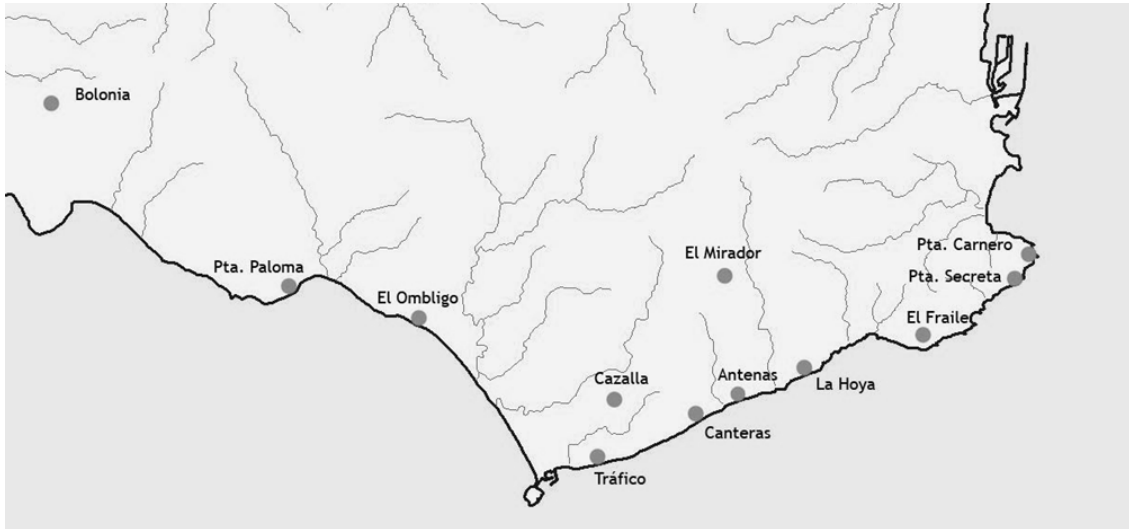 Bolonia
Pta. Paloma
El Ombligo
El Mirador
Pta. Carnero
Pta. Secreta
El Fraile
Cazalla
Antenas
La Hoya
Canteras
Tráfico